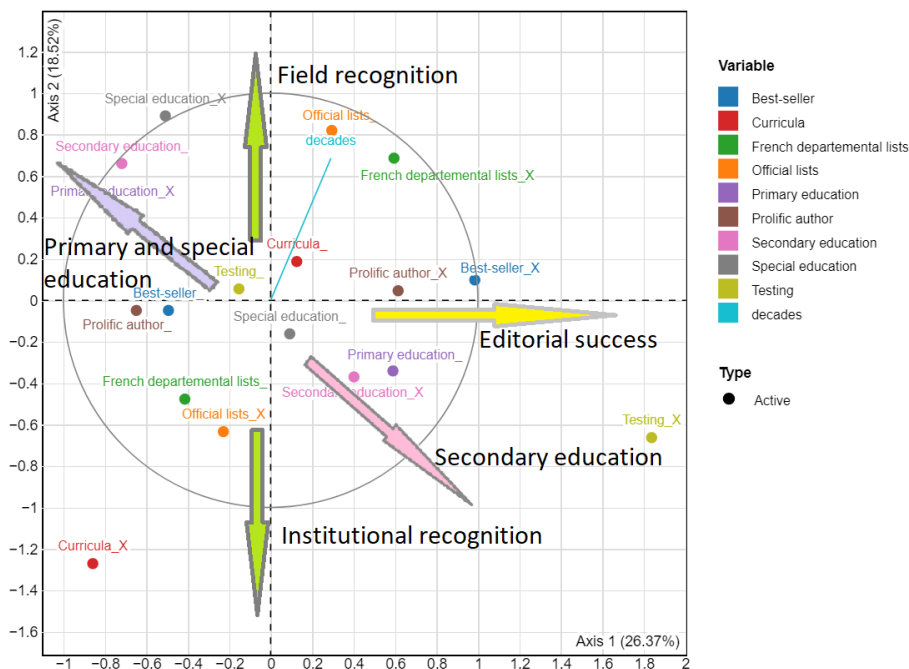 Axis 2 (18.52%)
1.2
1
0.8
0.6
0.4
0.2
0
−0.2
−0.4
−0.6
−0.8
−1
−1.2
−1.4
−1.6
Field recognition
Special education_X
Official lists_
decades
Secondary education_
French departemental lists_X
Primary education_X
Primary and special
education
Curricula_
Testing_
Prolific author_X
Best-seller_X
Best-seller_
Prolific author_
Special education_
Editorial success
Primary education_
French departemental lists_
Secondary education_X
Official lists_X
Testing_X
Secondary education
Institutional recognition
Curricula_X
Axis 1 (26.37%)
−1
−0.8
−0.6
−0.4
−0.2
0
0.2
0.4
0.6
0.8
1
1.2
1.4
1.6
1.8
2
Variable
Best-seller
Curricula
French departemental lists
Official lists
Primary education
Prolific author
Secondary education
Special education
Testing
decades
Type
Active